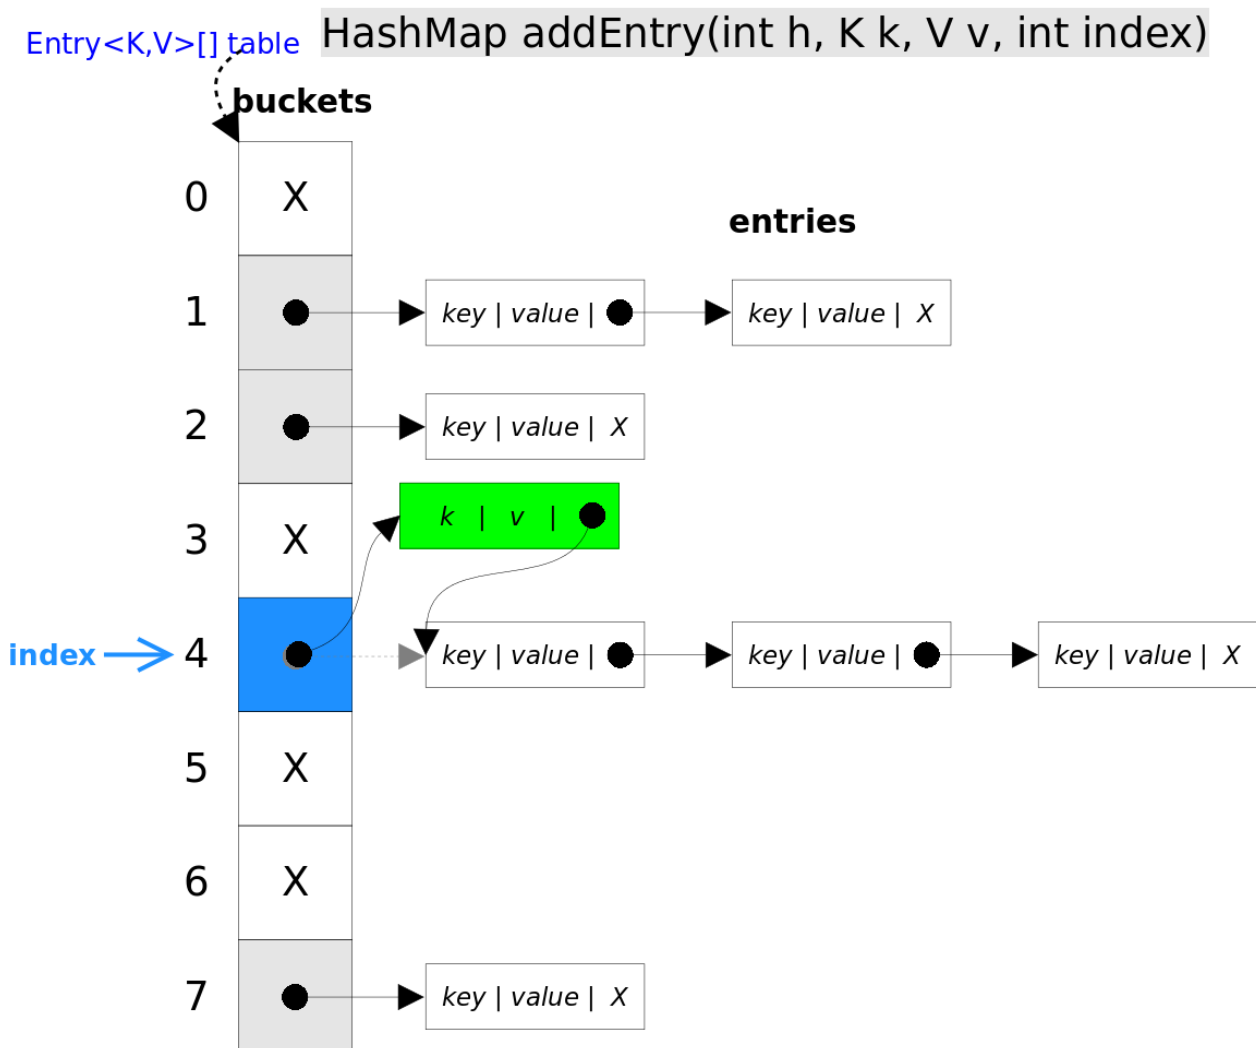 Entry<K,V>[] table
HashMap addEntry(int h, K k, V v, int index)
buckets
0 X
entries
1 key | value | key | value | X
2 key | value | X
k | v |
3 X
index 4 key | value | key | value | key | value | X
5 X
6 X
7 key | value | X